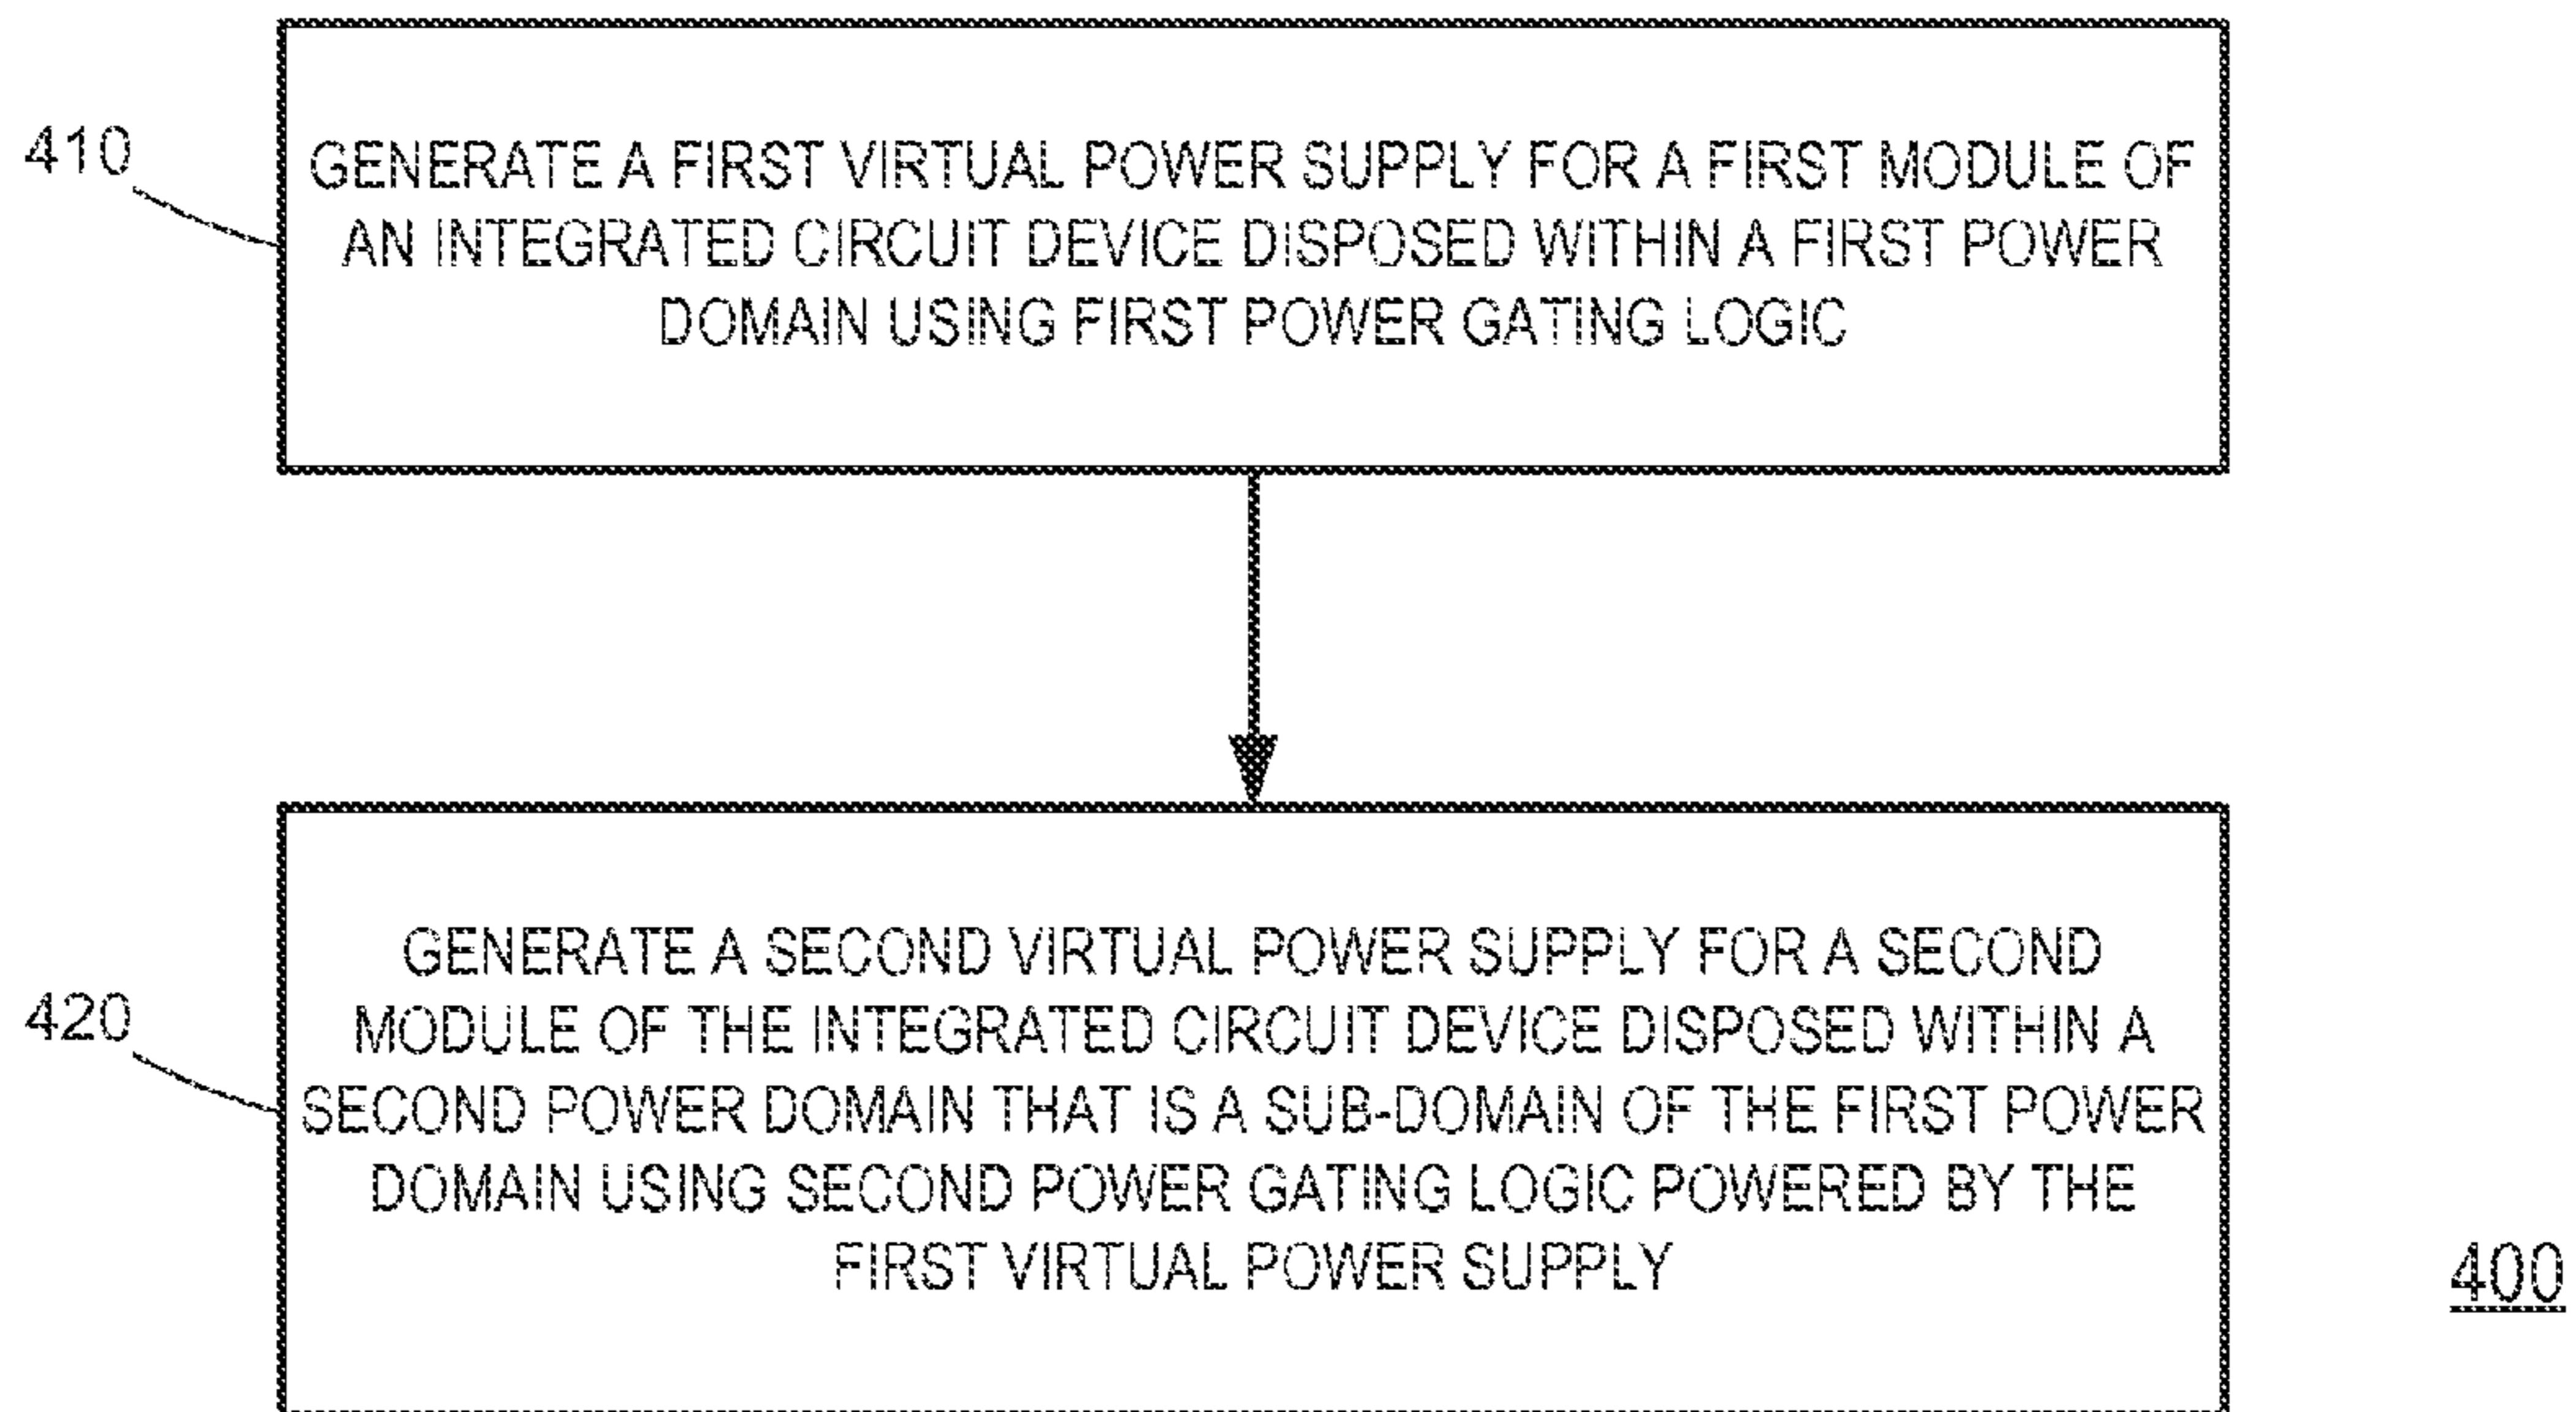 410
GENERATE A FIRST VIRTUAL POWER SUPPLY FOR A FIRST MODULE OF
AN INTEGRATED CIRCUIT DEVICE DISPOSED WITHIN A FIRST POWER
DOMAIN USING FIRST POWER GATING LOGIC
420
GENERATE A SECOND VIRTUAL POWER SUPPLY FOR A SECOND
MODULE OF THE INTEGRATED CIRCUIT DEVICE DISPOSED WITHIN A
SECOND POWER DOMAIN THAT IS A SUB-DOMAIN OF THE FIRST POWER
DOMAIN USING SECOND POWER GATING LOGIC POWERED BY THE
FIRST VIRTUAL POWER SUPPLY
400